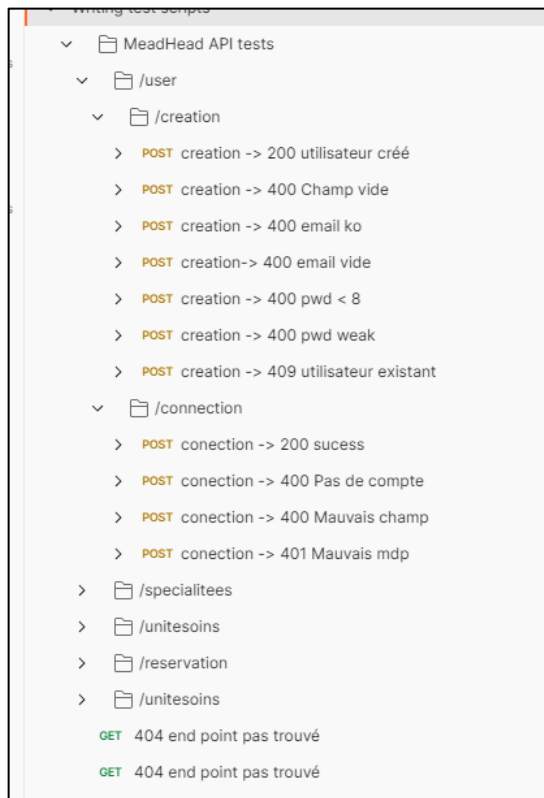 Writing test scripts
MeadHead API tests
/user
/creation
POST creation -> 200 utilisateur créé
POST creation -> 400 Champ vide
POST creation -> 400 email ko
POST creation-> 400 email vide
POST creation -> 400 pwd < 8
POST creation -> 400 pwd weak
POST creation -> 409 utilisateur existant
/connection
POST conection -> 200 sucess
POST conection -> 400 Pas de compte
POST conection -> 400 Mauvais champ
POST conection -> 401 Mauvais mdp
/specialitees
/unitesoins
/reservation
/unitesoins
GET 404 end point pas trouvé
GET 404 end point pas trouvé